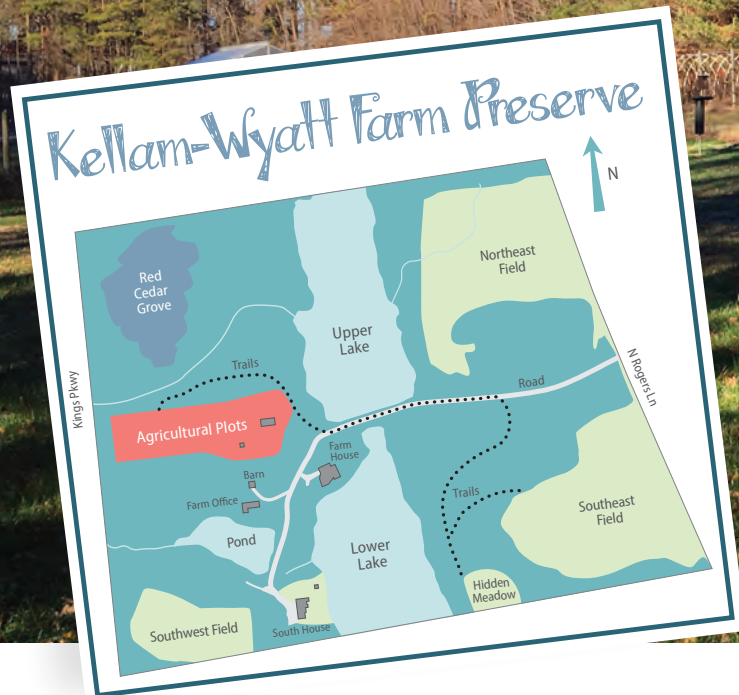 Kellam-Wyatt Farm Preserve
N
Red
Cedar
Grove
Northeast
Field
Upper
Lake
Trails
Kings Pkwy
N Rogers Ln
Road
Agricultural Plots
Farm
House
Barn
Farm Office
Trails
Southeast
Field
Pond
Lower
Lake
Hidden
Meadow
Southwest Field
South House